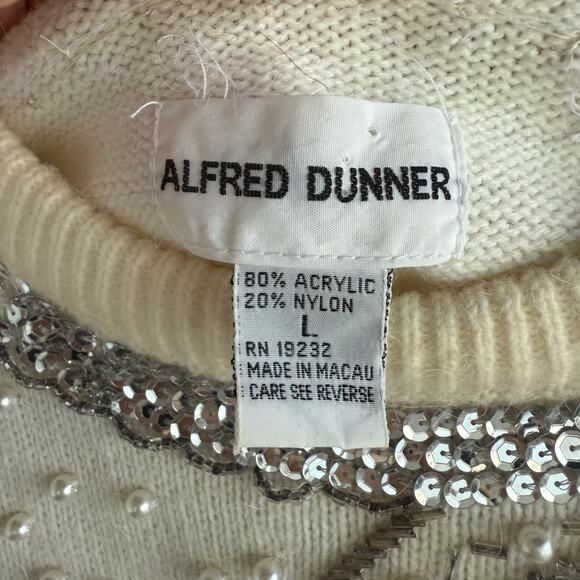 ALFRED DUNNER
80% ACRYLIC
20% NYLON
L
RN 19232
MADE IN MACAU
CARE SEE REVERSE